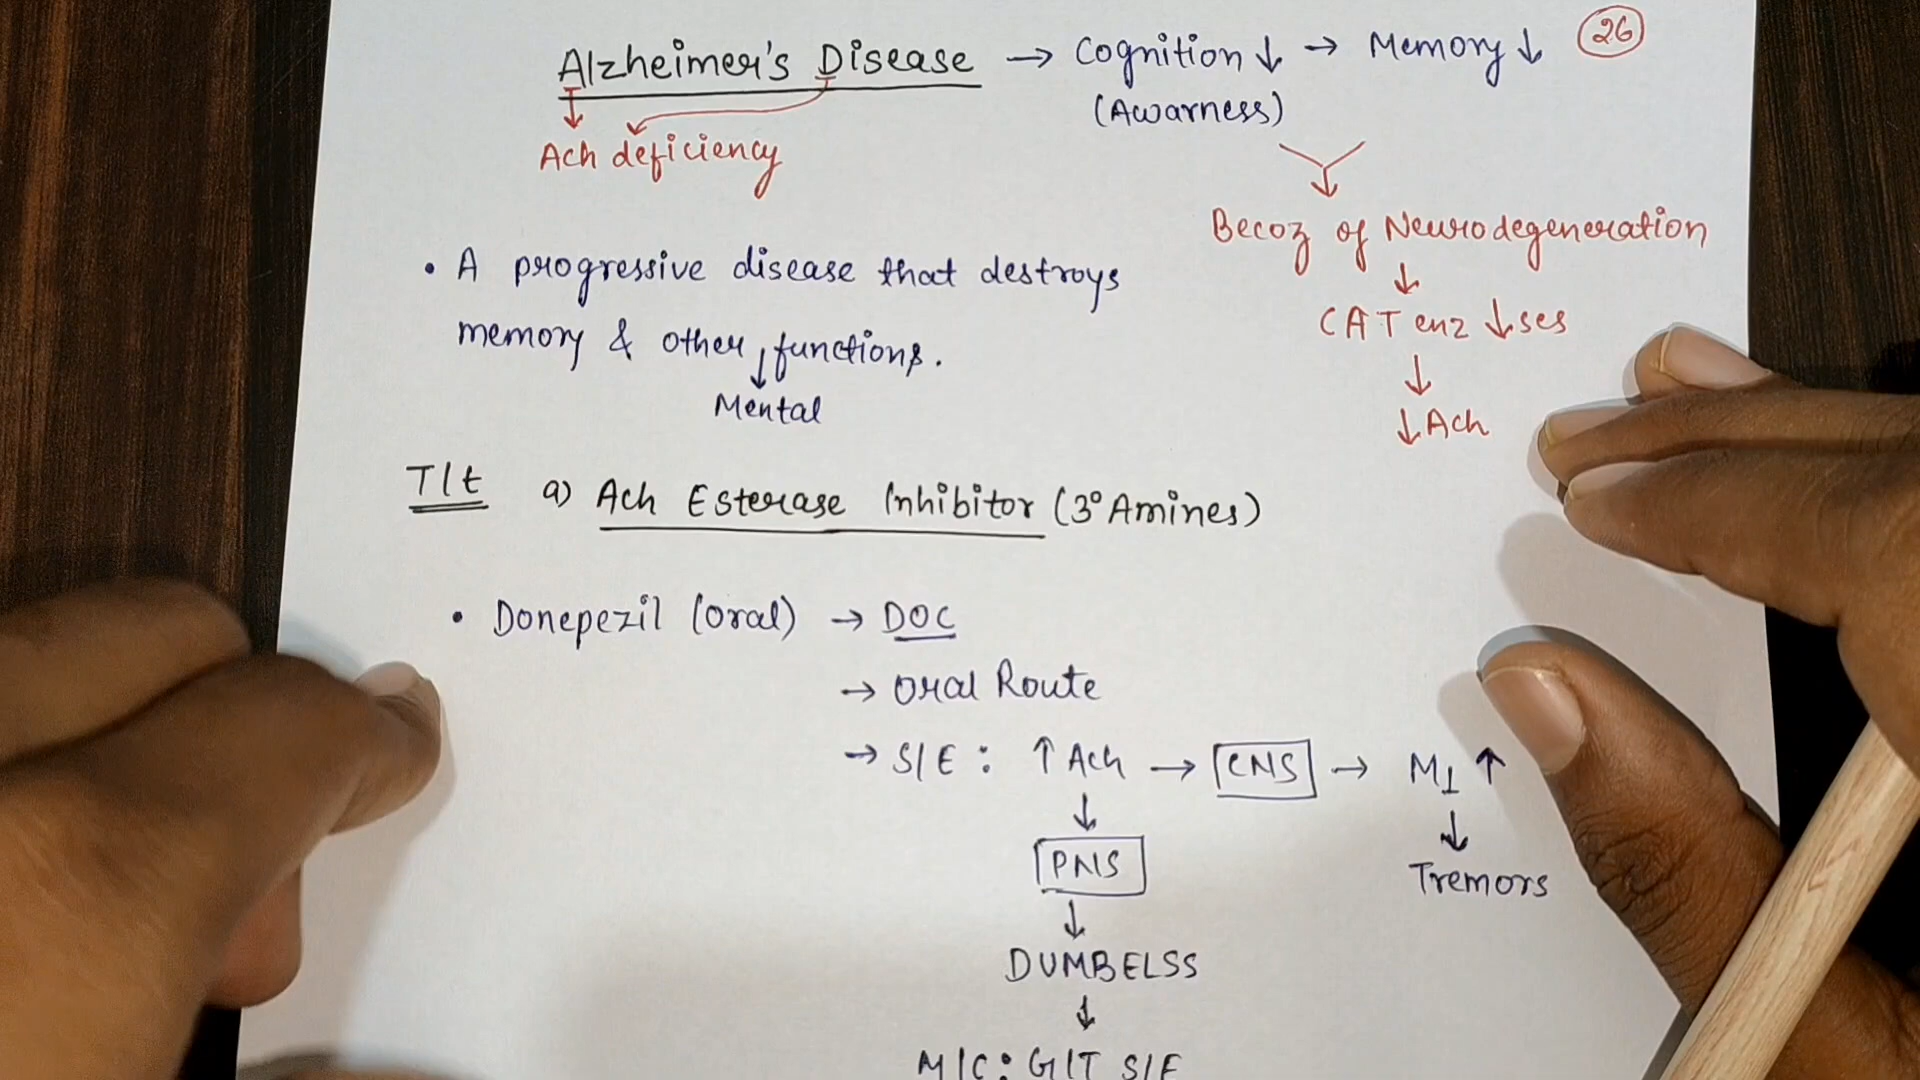 Alzheimer's Disease → Cognition ↓ → Memory ↓ 26
(Awarness)
Ach deficiency
Becoz of Neurodegeneration
↓
CAT enz ↓ses
↓
↓Ach
• A progressive disease that destroys
memory & other functions.
Mental
T/t a) Ach Esterase Inhibitor (3° Amines)
• Donepezil (oral) → DOC
→ Oral Route
→ S/E : ↑ Ach → CNS → M1 ↑
↓ ↓
PNS Tremors
↓
DUMBELSS
↓
M/C : GIT S/E